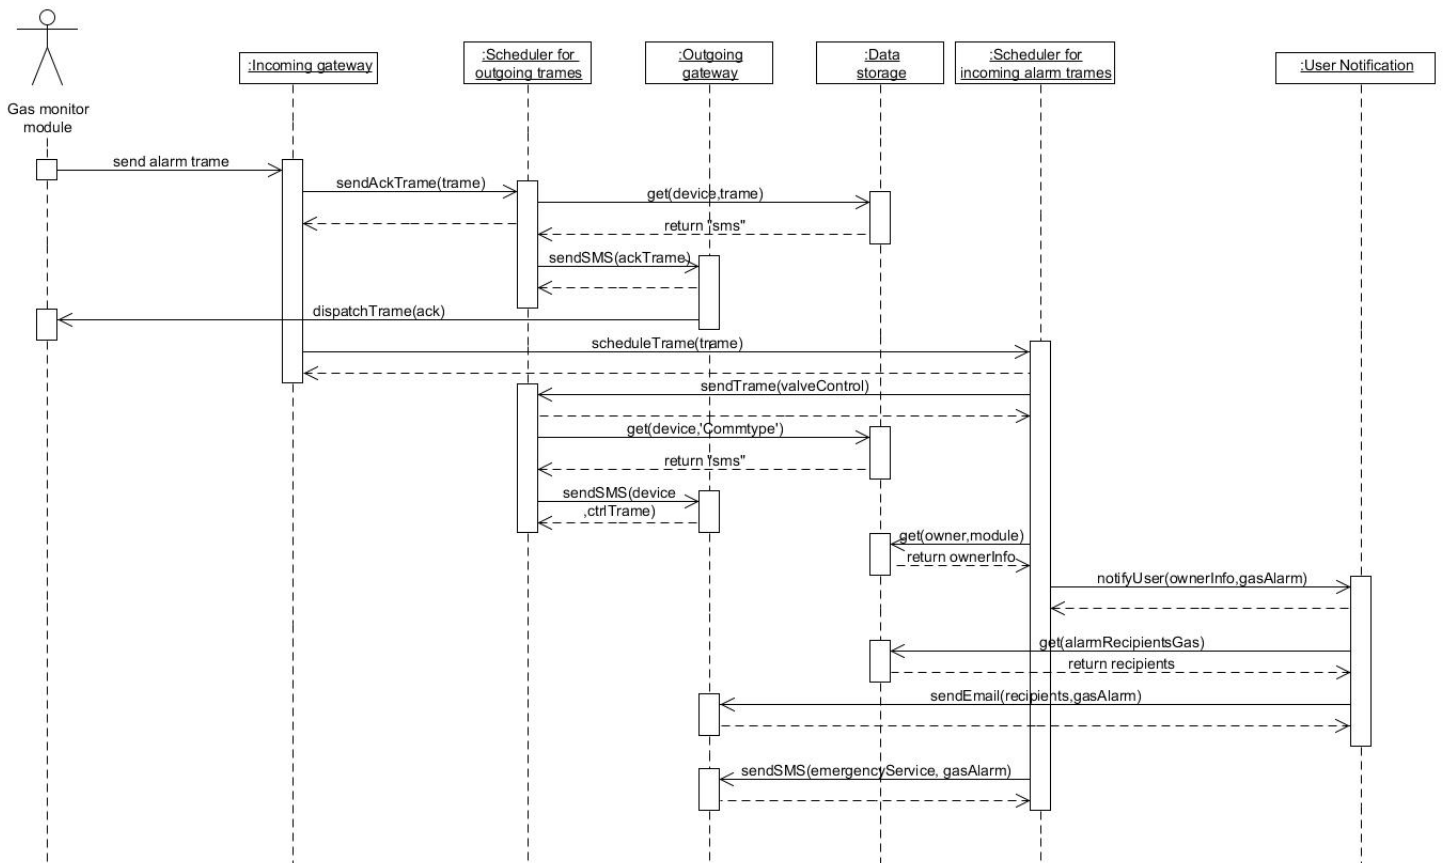 :Scheduler for
outgoing trames
:Outgoing
gateway
:Data
storage
:Scheduler for
incoming alarm trames
:Incoming gateway
:User Notification
Gas monitor
module
send alarm trame
sendAckTrame(trame)
get(device,trame)
return "sms"
sendSMS(ackTrame)
dispatchTrame(ack)
scheduleTrame(trame)
sendTrame(valveControl)
get(device,'Commtype')
return "sms"
sendSMS(device
,ctrlTrame)
get(owner,module)
return ownerInfo
notifyUser(ownerInfo,gasAlarm)
get(alarmRecipientsGas)
return recipients
sendEmail(recipients,gasAlarm)
sendSMS(emergencyService, gasAlarm)